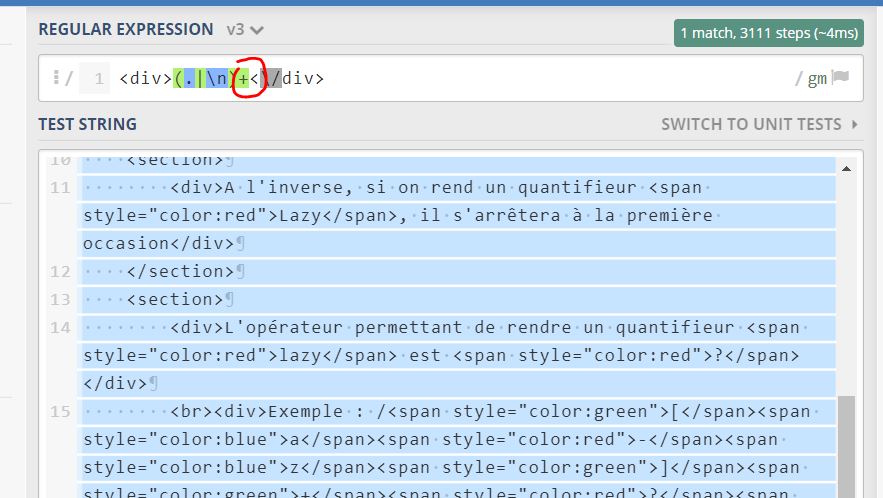 REGULAR EXPRESSION v3
1 match, 3111 steps (~4ms)
/ 1 <div>(.|\n)+<\/div> / gm
TEST STRING
SWITCH TO UNIT TESTS
10 ····<section>¶
11 ········<div>A·l'inverse,·si·on·rend·un·quantifieur·<span·
style="color:red">Lazy</span>,·il·s'arrêtera·à·la·première·
occasion</div>¶
12 ····</section>¶
13 ····<section>¶
14 ········<div>L'opérateur·permettant·de·rendre·un·quantifieur·<span·
style="color:red">lazy</span>·est·<span·style="color:red">?</span>
</div>¶
15 ········<br><div>Exemple·:·/<span·style="color:green">[</span><span·
style="color:blue">a</span><span·style="color:red">-</span><span·
style="color:blue">z</span><span·style="color:green">]</span><span·
style="color:green">+</span><span·style="color:red">?</span><span·